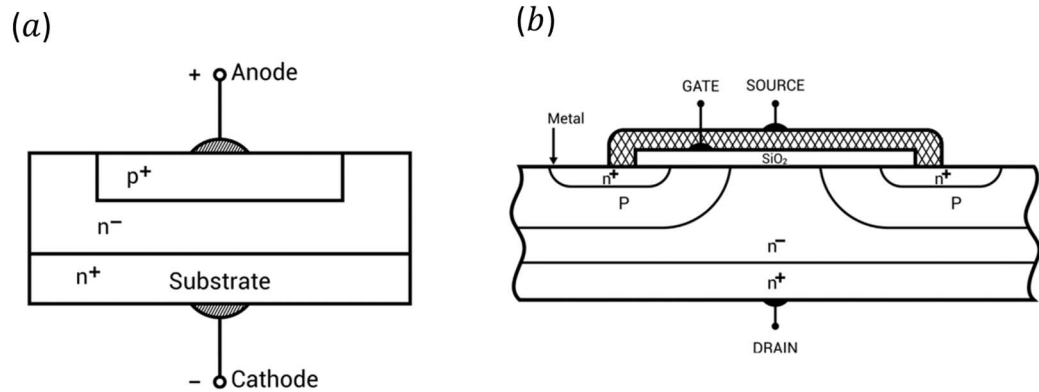 (a)
+ Anode
p+
n−
n+ Substrate
− Cathode
(b)
GATE SOURCE
Metal
SiO₂
n+ n+
P P
n−
n+
DRAIN